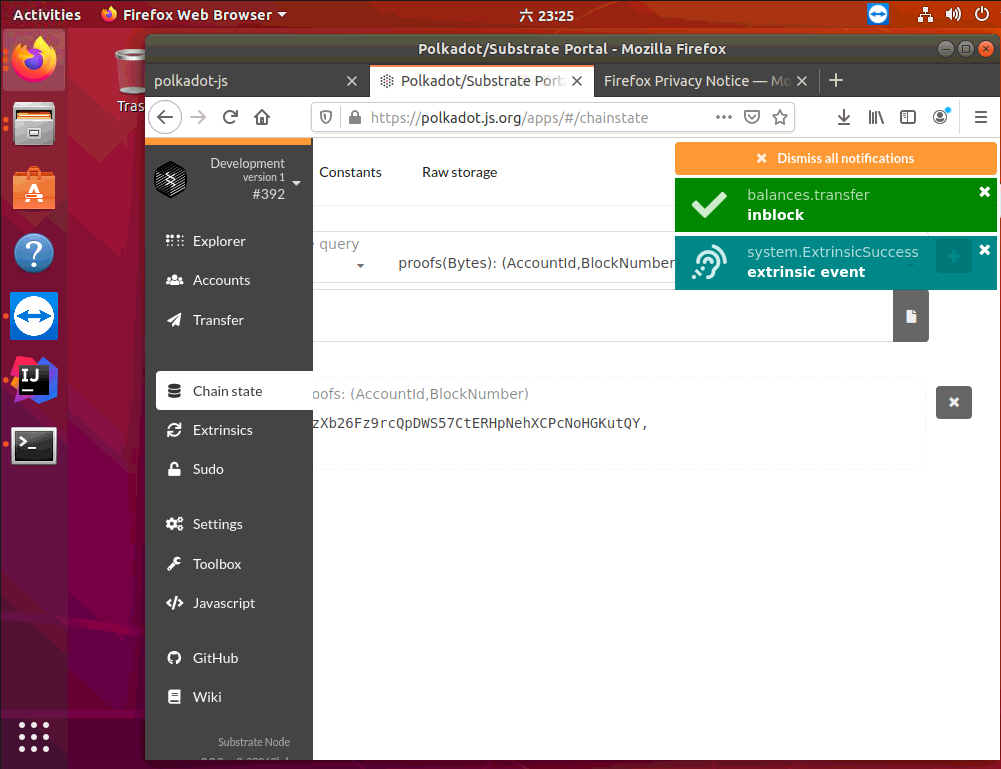 Activities
Firefox Web Browser
六 23:25
Polkadot/Substrate Portal - Mozilla Firefox
Tras
polkadot-js
Polkadot/Substrate Port
Firefox Privacy Notice — Mo
https://polkadot.js.org/apps/#/chainstate
Development
version 1
#392
Constants
Raw storage
Dismiss all notifications
balances.transfer
inblock
system.ExtrinsicSuccess
extrinsic event
query
proofs(Bytes): (AccountId,BlockNumber
Explorer
Accounts
Transfer
Chain state
oofs: (AccountId,BlockNumber)
zXb26Fz9rcQpDWS57CtERHpNehXCPcNoHGKutQY,
Extrinsics
Sudo
Settings
Toolbox
Javascript
GitHub
Wiki
Substrate Node